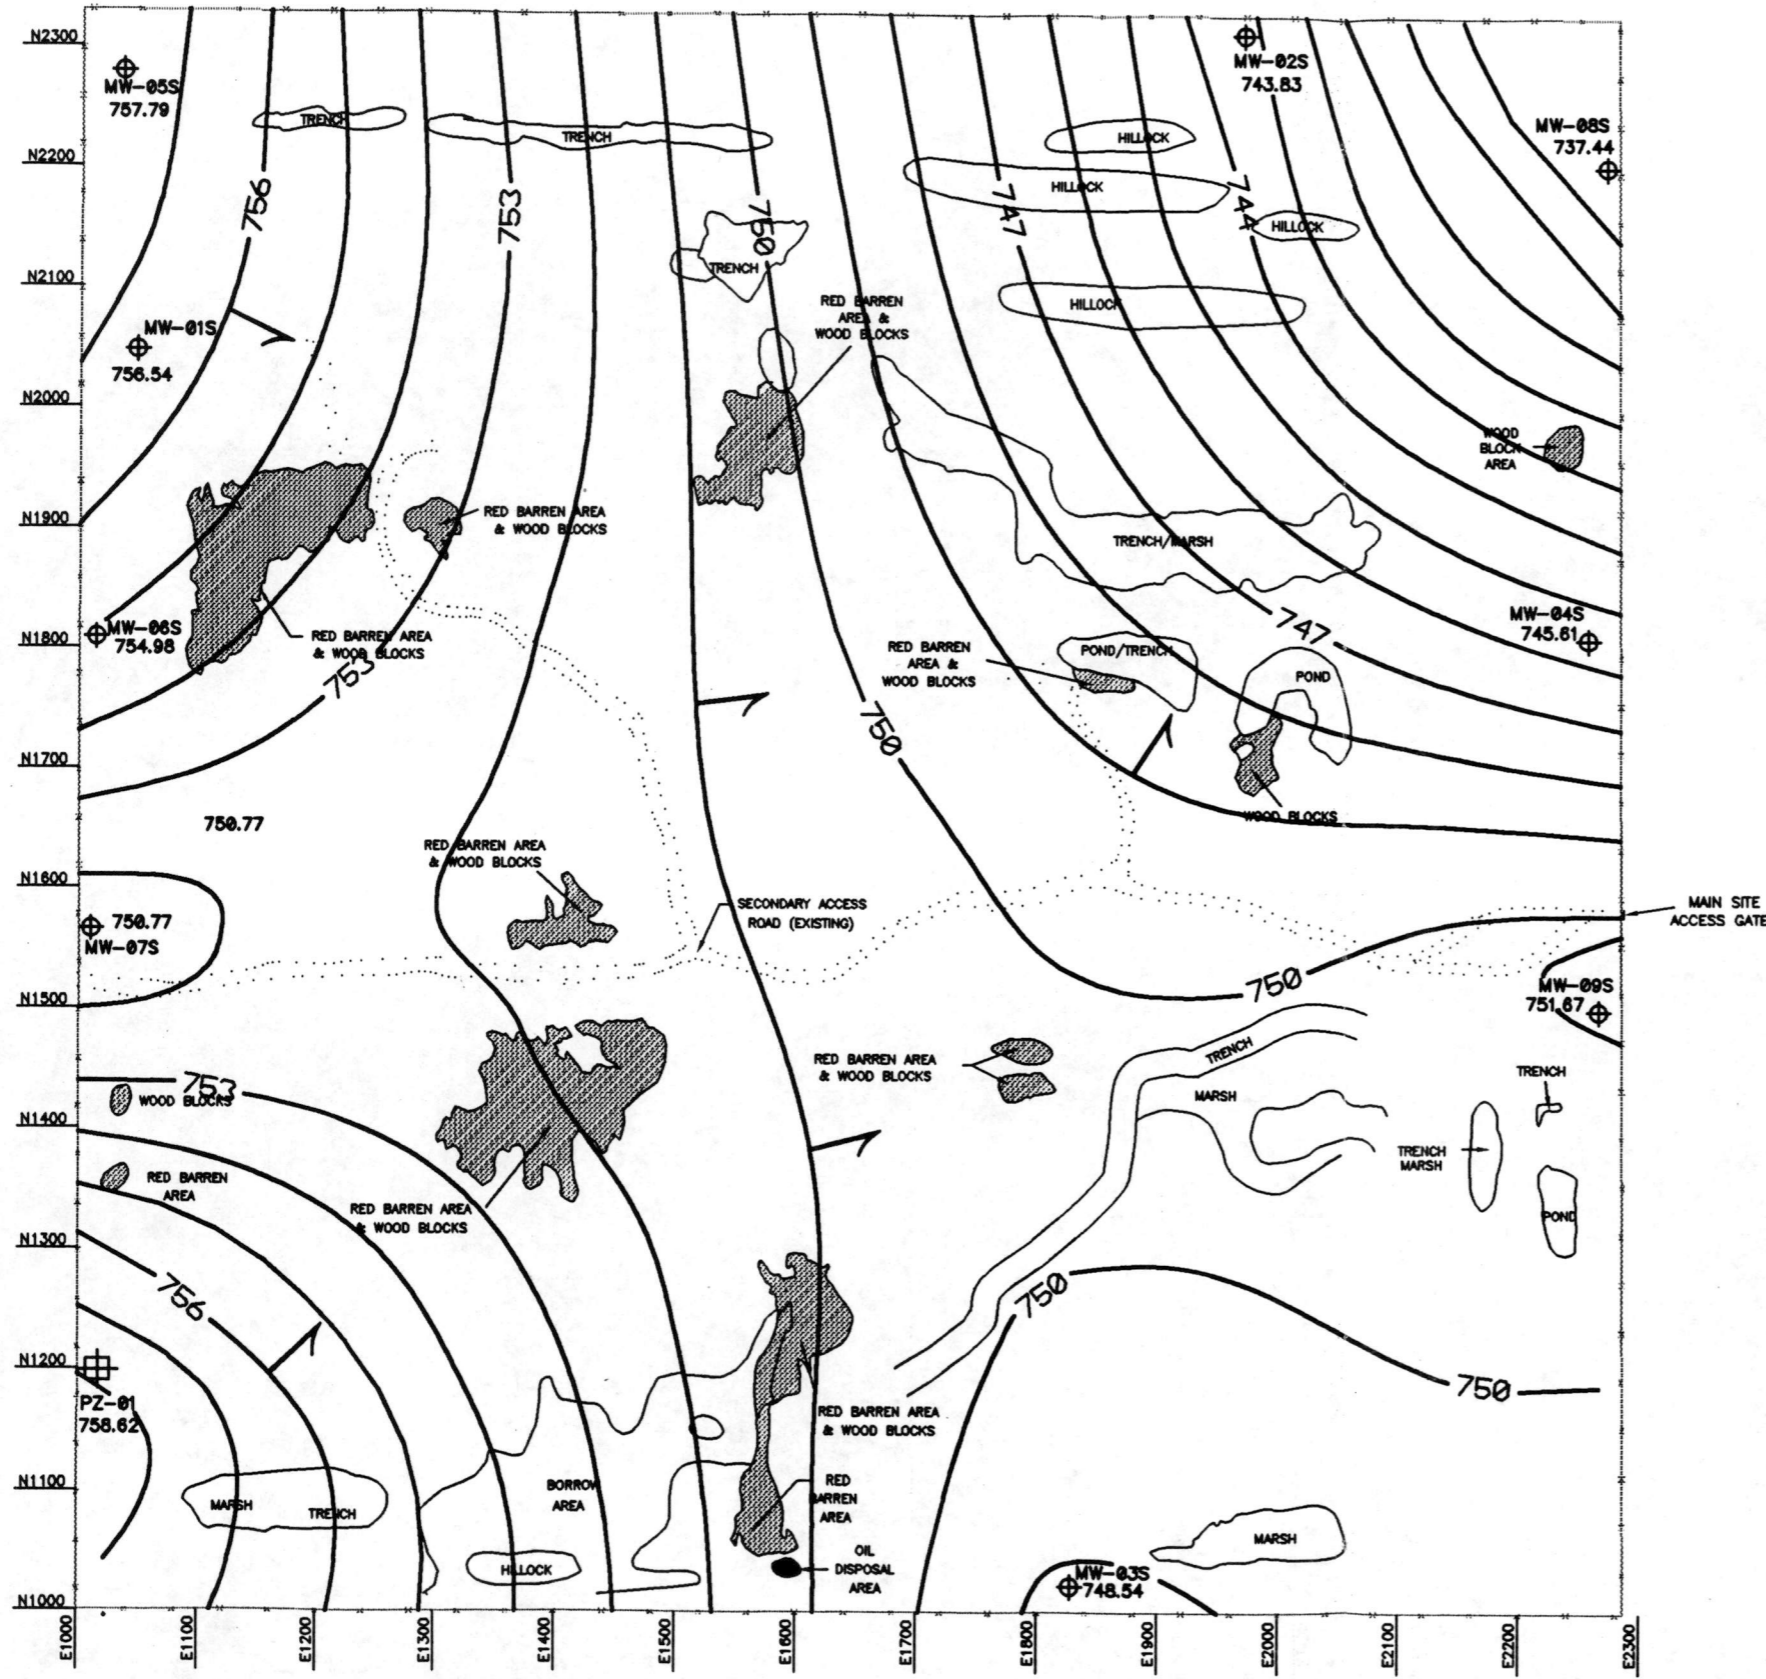 N2300
MW-05S
757.79
MW-02S
743.83
MW-08S
737.44
TRENCH
TRENCH
HILLOCK
N2200
HILLOCK
756
753
750
747
744
HILLOCK
TRENCH
N2100
HILLOCK
RED BARREN
AREA &
WOOD BLOCKS
MW-01S
756.54
N2000
WOOD
BLOCK
AREA
N1900
RED BARREN AREA
& WOOD BLOCKS
TRENCH/MARSH
MW-06S
754.98
N1800
RED BARREN AREA
& WOOD BLOCKS
753
747
MW-04S
745.61
RED BARREN
AREA &
WOOD BLOCKS
POND/TRENCH
POND
750
N1700
WOOD BLOCKS
750.77
RED BARREN AREA
& WOOD BLOCKS
N1600
SECONDARY ACCESS
ROAD (EXISTING)
MAIN SITE
ACCESS GATE
750.77
MW-07S
750
MW-09S
751.67
N1500
TRENCH
RED BARREN AREA
& WOOD BLOCKS
TRENCH
753
WOOD BLOCKS
MARSH
N1400
TRENCH
MARSH
RED BARREN
AREA
RED BARREN AREA
& WOOD BLOCKS
POND
N1300
756
750
N1200
750
PZ-01
758.62
RED BARREN AREA
& WOOD BLOCKS
N1100
MARSH
TRENCH
BORROW
AREA
RED
BARREN
AREA
MARSH
HILLOCK
OIL
DISPOSAL
AREA
MW-03S
748.54
N1000
E1000
E1100
E1200
E1300
E1400
E1500
E1600
E1700
E1800
E1900
E2000
E2100
E2200
E2300